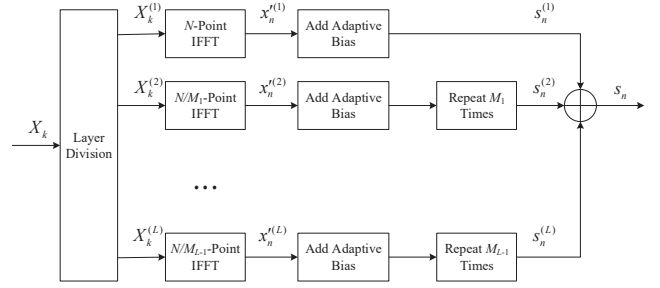 X_k
Layer
Division
X_k^{(1)}
N-Point
IFFT
x'_n^{(1)}
Add Adaptive
Bias
s_n^{(1)}
X_k^{(2)}
N/M_1-Point
IFFT
x'_n^{(2)}
Add Adaptive
Bias
Repeat M_1
Times
s_n^{(2)}
s_n
...
X_k^{(L)}
N/M_{L-1}-Point
IFFT
x'_n^{(L)}
Add Adaptive
Bias
Repeat M_{L-1}
Times
s_n^{(L)}